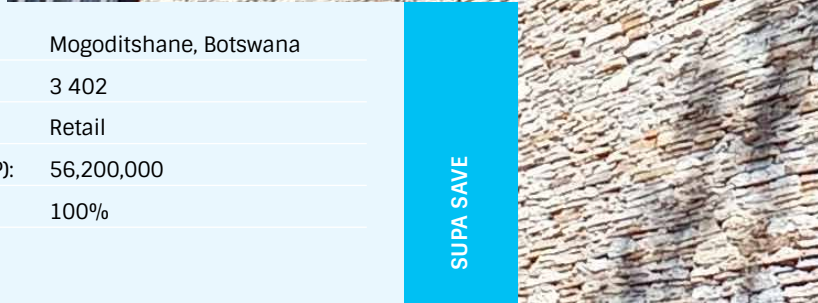 Mogoditshane, Botswana
3 402
Retail
P): 56,200,000
100%
SUPA SAVE